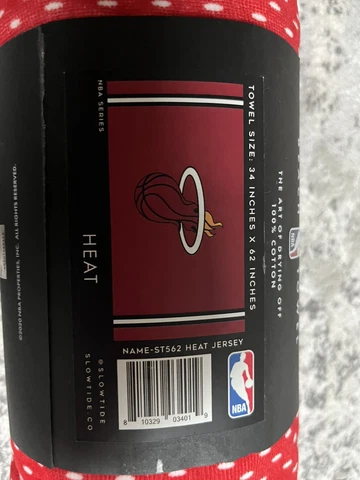 THE ART OF DRYING OFF
100% COTTON
TOWEL SIZE: 34 INCHES X 62 INCHES
NBA SERIES
HEAT
NAME-ST562 HEAT JERSEY
@SLOWTIDE
SLOWTIDE.CO
8 10329 03401 9
NBA
©2020 NBA PROPERTIES, INC. ALL RIGHTS RESERVED.